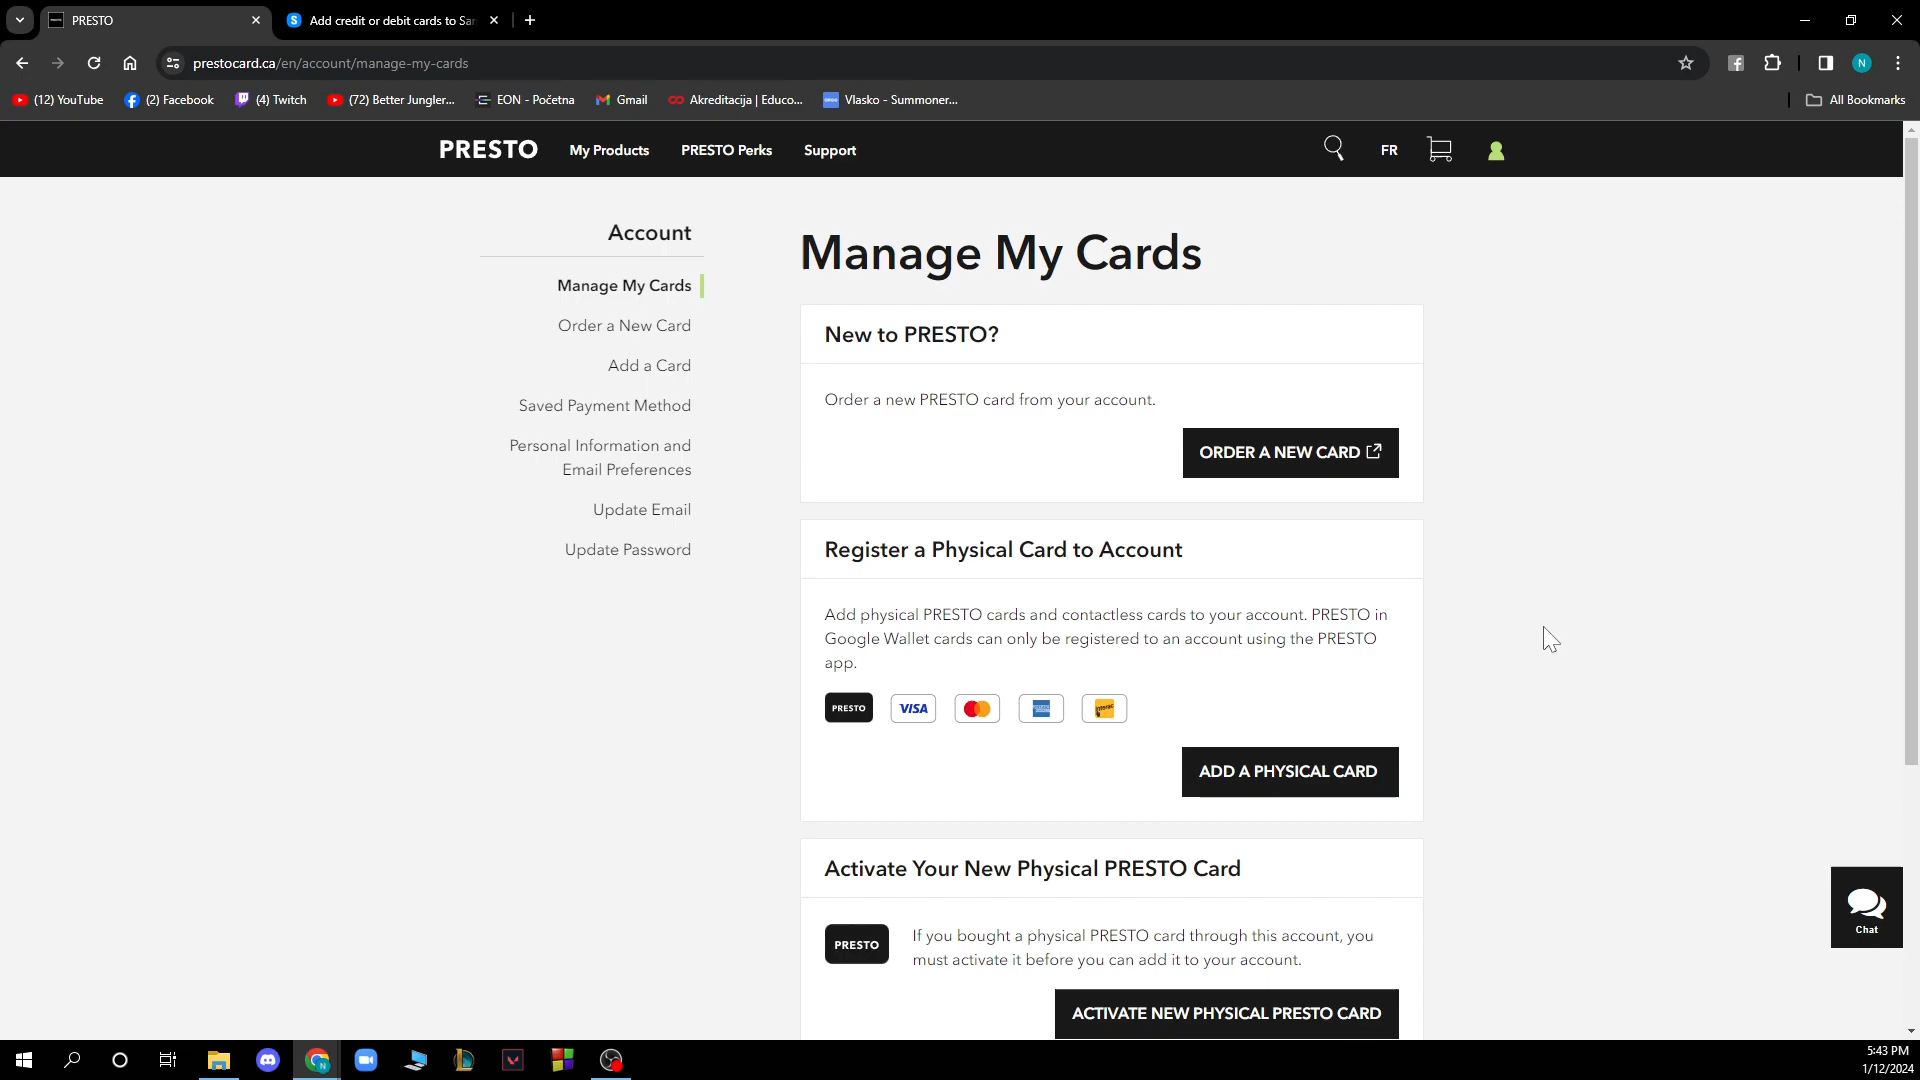 PRESTO
Add credit or debit cards to Sam
prestocard.ca/en/account/manage-my-cards
N
(12) YouTube
(2) Facebook
(4) Twitch
(72) Better Jungler...
EON - Početna
Gmail
Akreditacija | Educo...
Vlasko - Summoner...
All Bookmarks
PRESTO
My Products
PRESTO Perks
Support
FR
Account
Manage My Cards
Order a New Card
Add a Card
Saved Payment Method
Personal Information and
Email Preferences
Update Email
Update Password
Manage My Cards
New to PRESTO?
Order a new PRESTO card from your account.
ORDER A NEW CARD
Register a Physical Card to Account
Add physical PRESTO cards and contactless cards to your account. PRESTO in
Google Wallet cards can only be registered to an account using the PRESTO
app.
PRESTO
VISA
Interac
ADD A PHYSICAL CARD
Activate Your New Physical PRESTO Card
PRESTO
If you bought a physical PRESTO card through this account, you
must activate it before you can add it to your account.
ACTIVATE NEW PHYSICAL PRESTO CARD
Chat
5:43 PM
1/12/2024